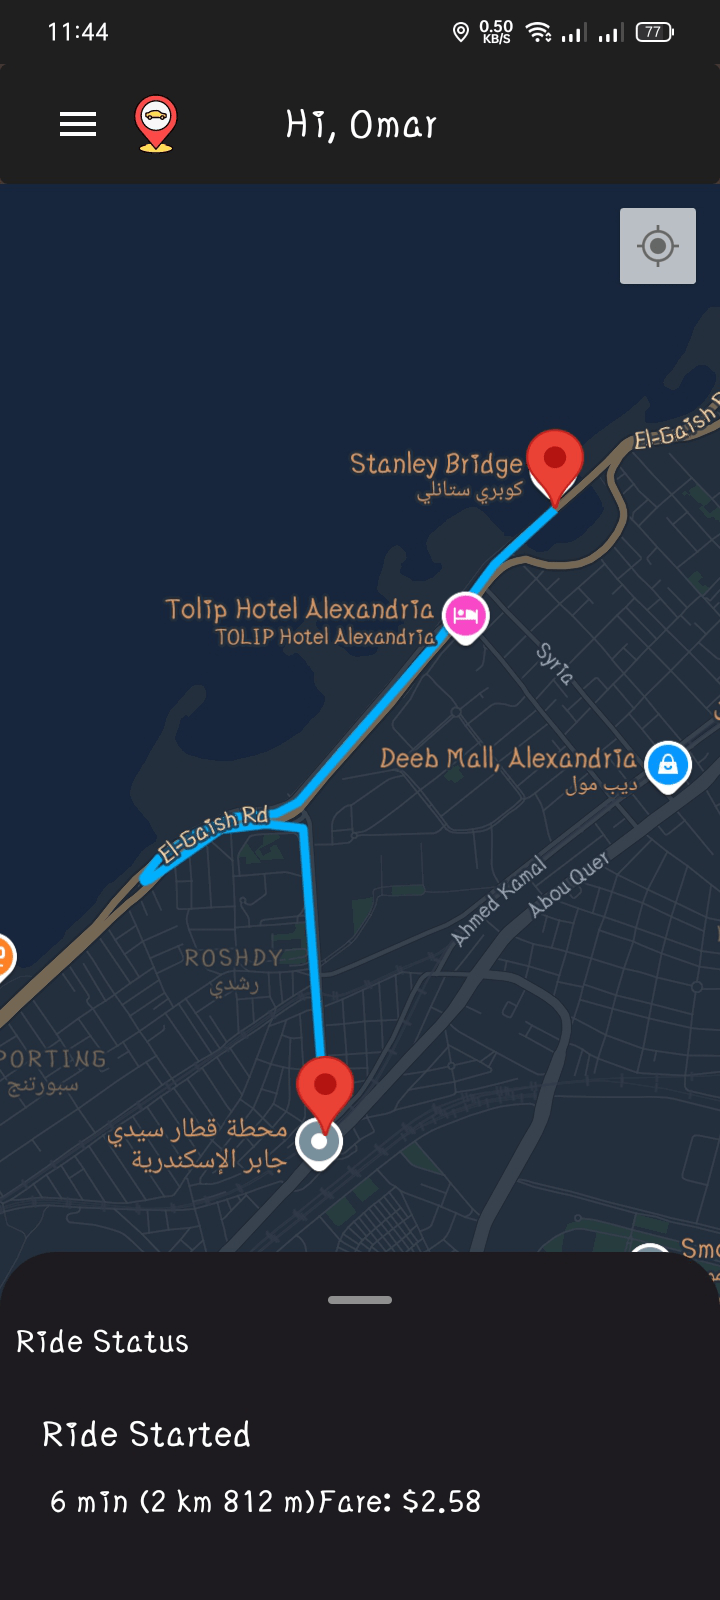 11:44
0.50
KB/S
77
Hi, Omar
El-Gaish
Stanley Bridge
كوبري ستانلي
Tolip Hotel Alexandria
TOLIP Hotel Alexandria
Syria
Deeb Mall, Alexandria
ديب مول
El-Gaish Rd
Ahmed Kamal
Abou Quer
ROSHDY
رشدي
PORTING
سبورتنج
محطة قطار سيدي
جابر الإسكندرية
Smo
Ride Status
Ride Started
6 min (2 km 812 m)Fare: $2.58